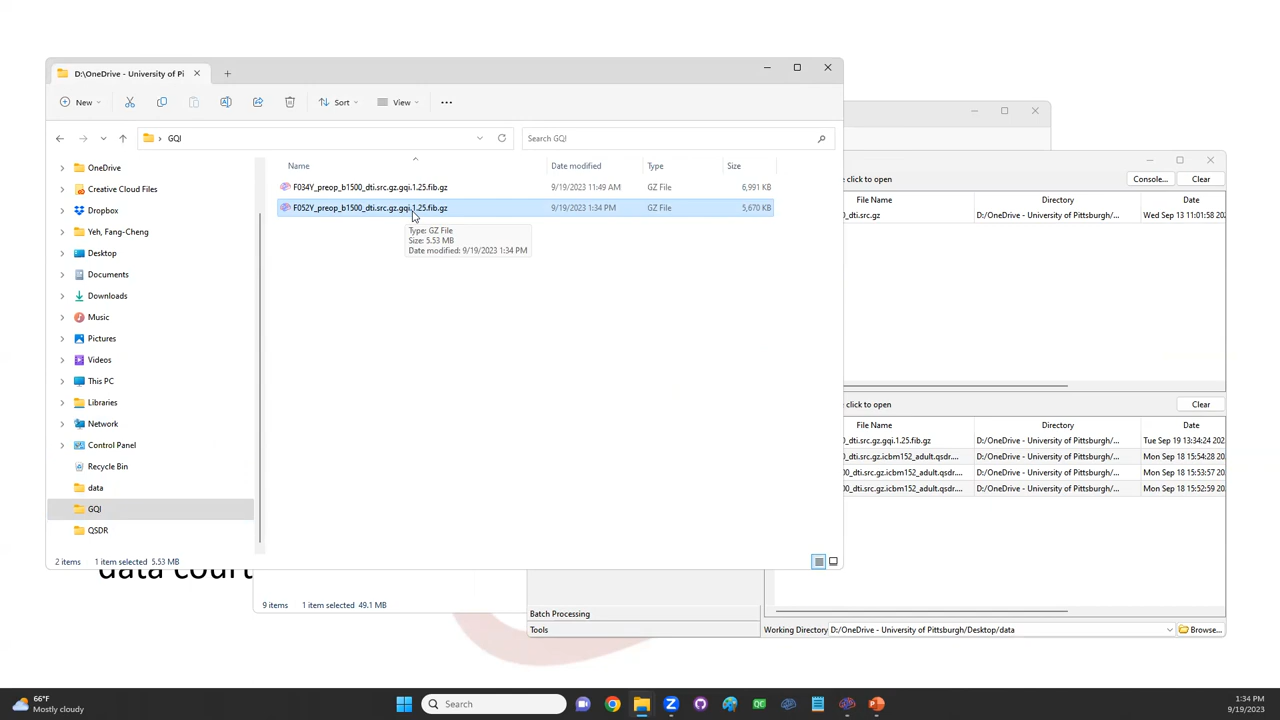 D:\OneDrive - University of Pi
New
Sort
View
GQI
Search GQI
OneDrive
Creative Cloud Files
Dropbox
Yeh, Fang-Cheng
Desktop
Documents
Downloads
Music
Pictures
Videos
This PC
Libraries
Network
Control Panel
Recycle Bin
data
GQI
QSDR
Name Date modified Type Size
F034Y_preop_b1500_dti.src.gz.gqi.1.25.fib.gz 9/19/2023 11:49 AM GZ File 6,991 KB
F052Y_preop_b1500_dti.src.gz.gqi.1.25.fib.gz 9/19/2023 1:34 PM GZ File 5,670 KB
Type: GZ File
Size: 5.53 MB
Date modified: 9/19/2023 1:34 PM
2 items 1 item selected 5.53 MB
e click to open Console... Clear
File Name Directory Date
0_dti.src.gz D:/OneDrive - University of Pittsburgh/... Wed Sep 13 11:01:58 202
e click to open Clear
File Name Directory Date
0_dti.src.gz.gqi.1.25.fib.gz D:/OneDrive - University of Pittsburgh/... Tue Sep 19 13:34:24 202
0_dti.src.gz.icbm152_adult.qsdr.... D:/OneDrive - University of Pittsburgh/... Mon Sep 18 15:54:28 202
0_dti.src.gz.icbm152_adult.qsdr.... D:/OneDrive - University of Pittsburgh/... Mon Sep 18 15:53:57 202
0_dti.src.gz.icbm152_adult.qsdr.... D:/OneDrive - University of Pittsburgh/... Mon Sep 18 15:52:59 202
data court
9 items 1 item selected 49.1 MB
Batch Processing
Tools
Working Directory D:/OneDrive - University of Pittsburgh/Desktop/data Browse...
66°F
Mostly cloudy
Search
QC
1:34 PM
9/19/2023